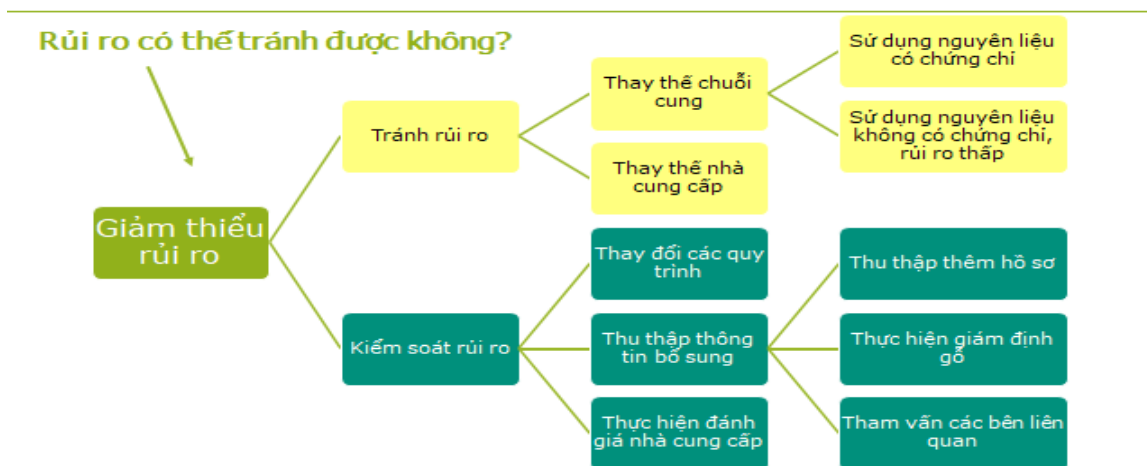 Rủi ro có thể tránh được không?
Sử dụng nguyên liệu
có chứng chỉ
Thay thế chuỗi
cung
Tránh rủi ro
Sử dụng nguyên liệu
không có chứng chỉ,
rủi ro thấp
Thay thế nhà
cung cấp
Giảm thiểu
rủi ro
Thay đổi các quy
trình
Thu thập thêm hồ sơ
Kiểm soát rủi ro
Thu thập thông
tin bổ sung
Thực hiện giám định
gỗ
Thực hiện đánh
giá nhà cung cấp
Tham vấn các bên liên
quan